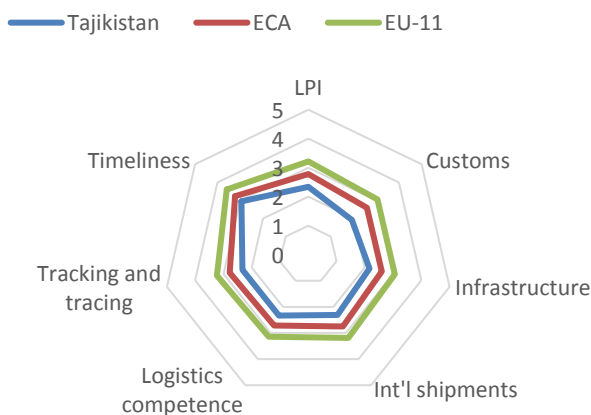 Tajikistan ECA EU-11
LPI
5
4
3
2
1
0
Customs
Infrastructure
Int'l shipments
Logistics
competence
Tracking and
tracing
Timeliness